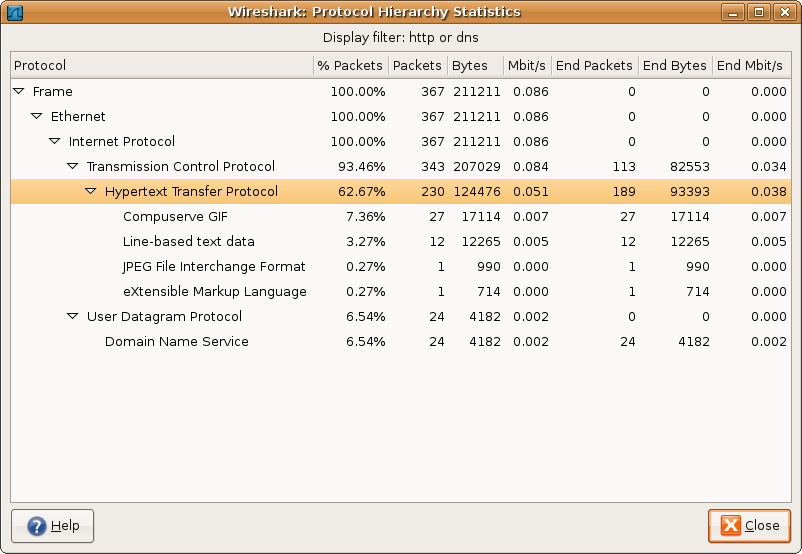 Wireshark: Protocol Hierarchy Statistics
Display filter: http or dns
Protocol % Packets Packets Bytes Mbit/s End Packets End Bytes End Mbit/s
Frame 100.00% 367 211211 0.086 0 0 0.000
Ethernet 100.00% 367 211211 0.086 0 0 0.000
Internet Protocol 100.00% 367 211211 0.086 0 0 0.000
Transmission Control Protocol 93.46% 343 207029 0.084 113 82553 0.034
Hypertext Transfer Protocol 62.67% 230 124476 0.051 189 93393 0.038
Compuserve GIF 7.36% 27 17114 0.007 27 17114 0.007
Line-based text data 3.27% 12 12265 0.005 12 12265 0.005
JPEG File Interchange Format 0.27% 1 990 0.000 1 990 0.000
eXtensible Markup Language 0.27% 1 714 0.000 1 714 0.000
User Datagram Protocol 6.54% 24 4182 0.002 0 0 0.000
Domain Name Service 6.54% 24 4182 0.002 24 4182 0.002
Help Close